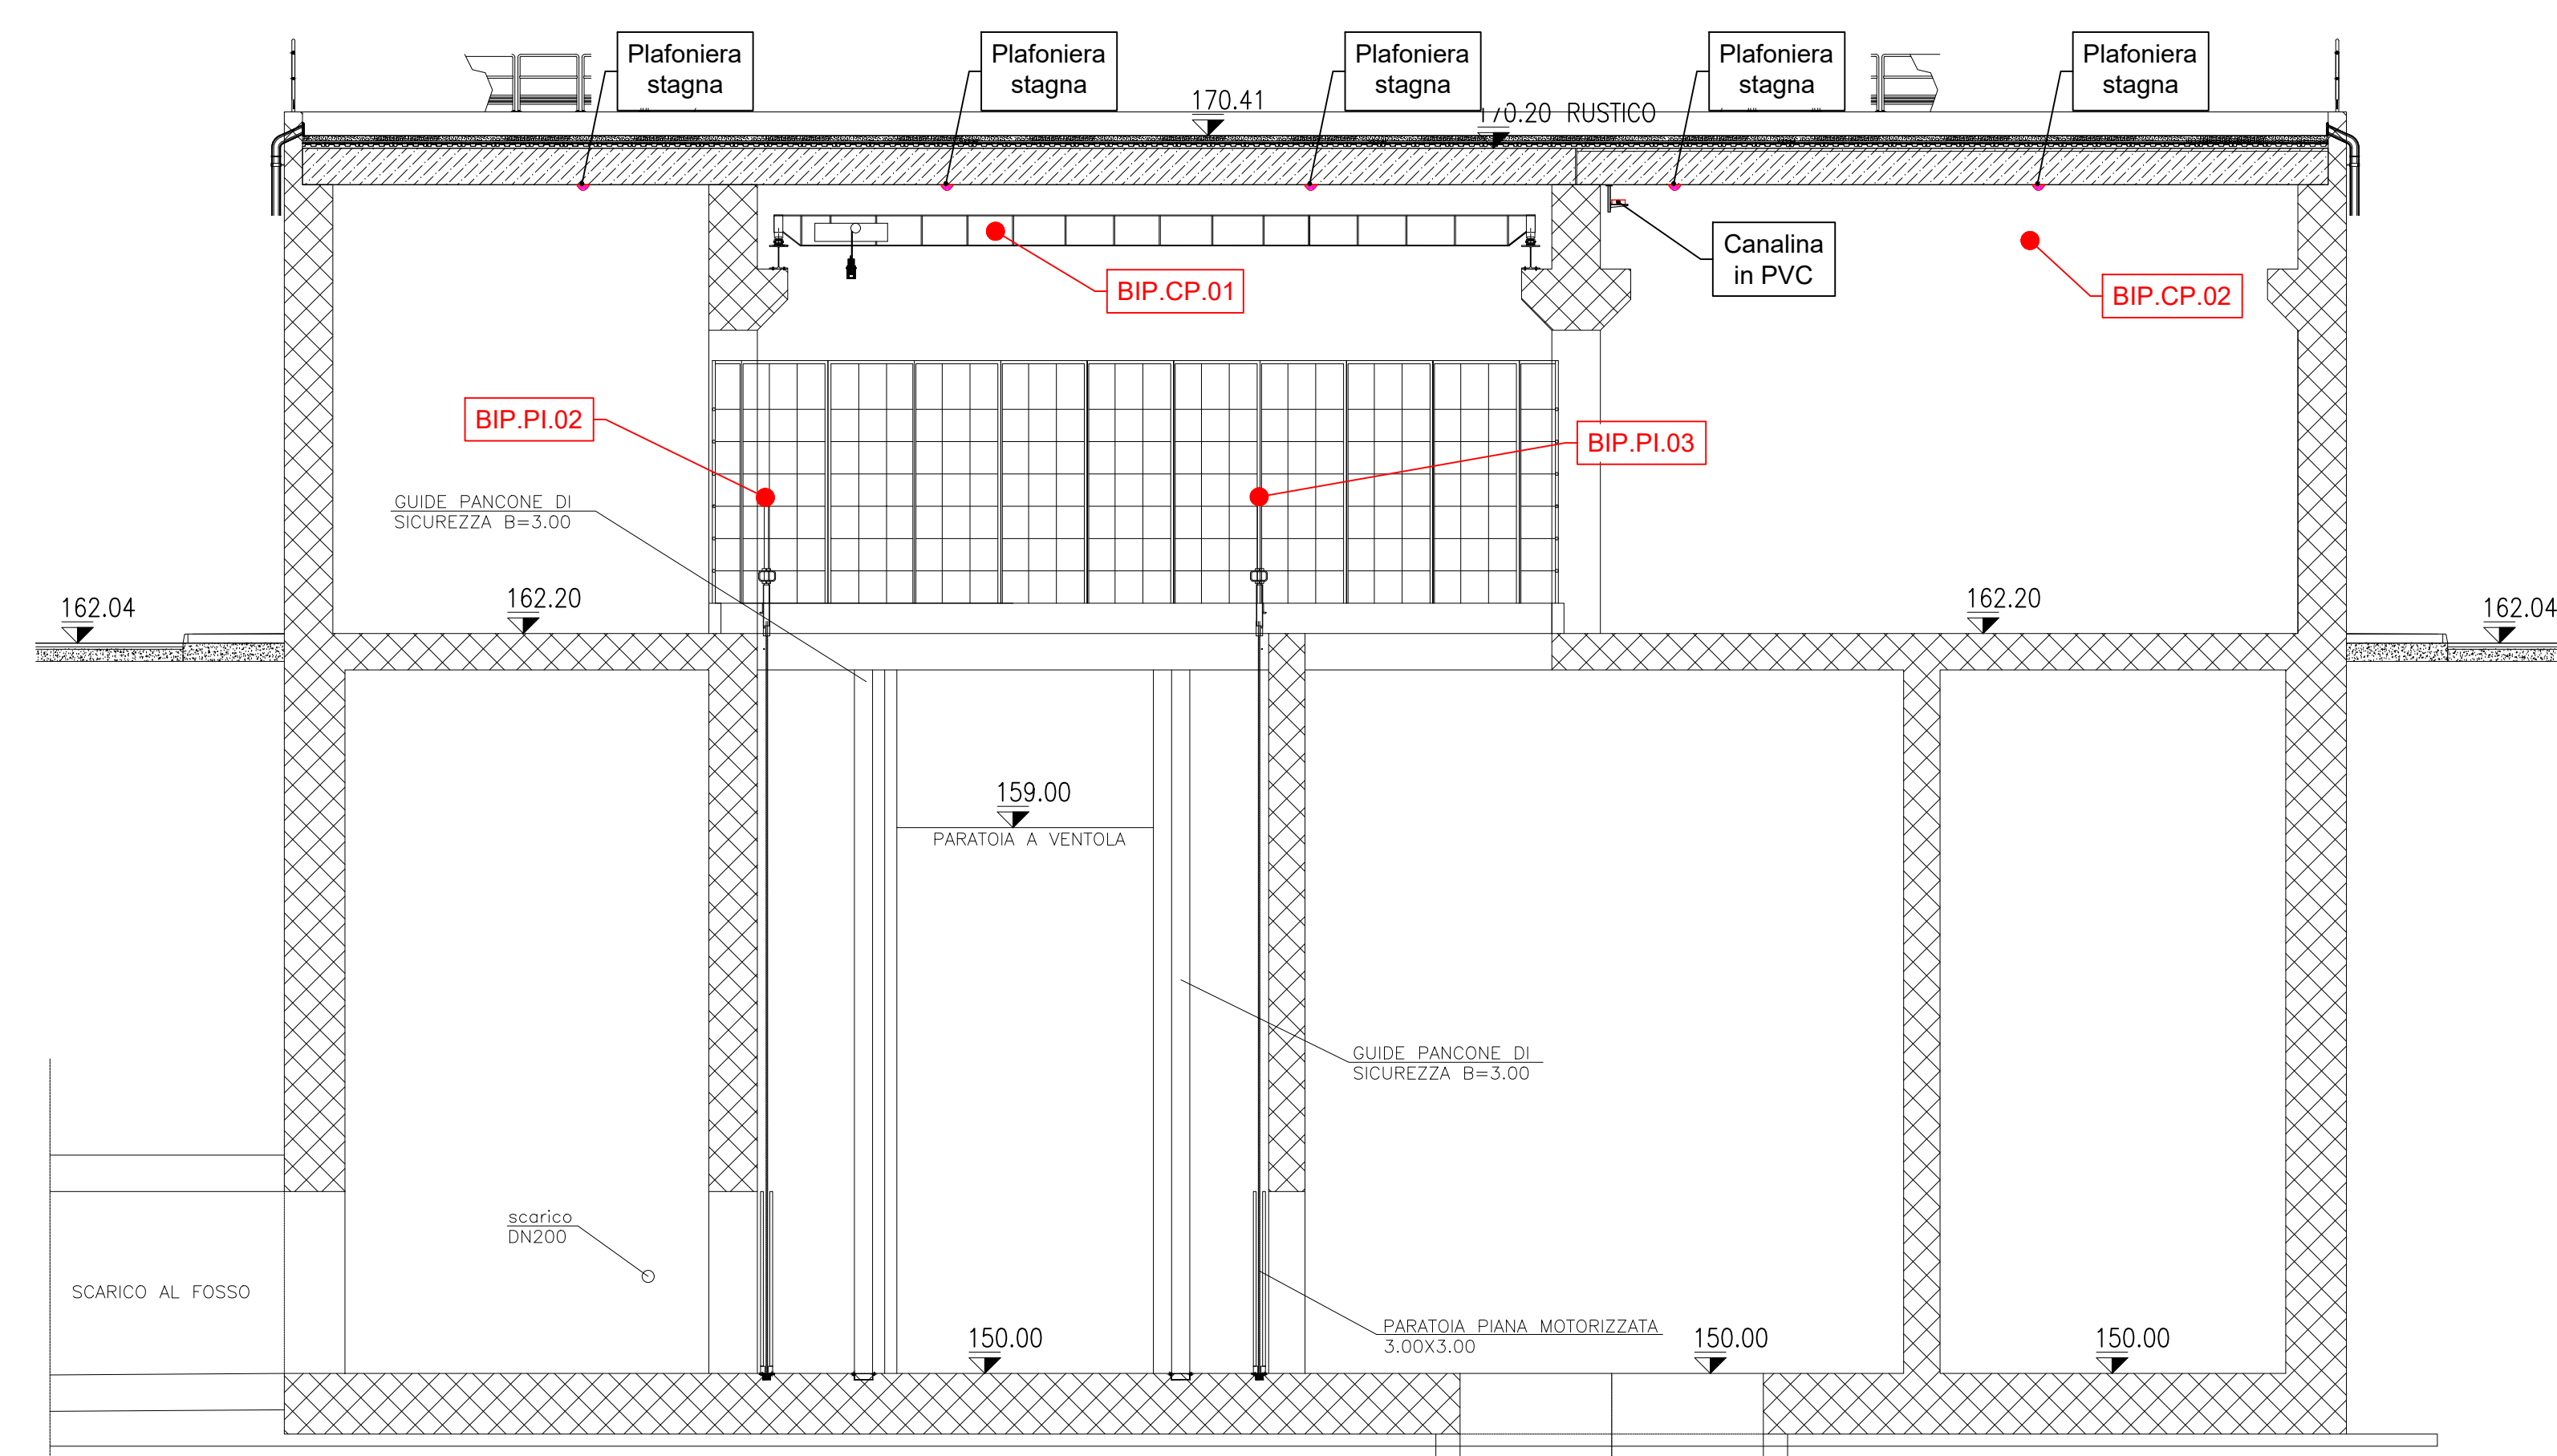 Plafoniera
stagna
Plafoniera
stagna
Plafoniera
stagna
Plafoniera
stagna
Plafoniera
stagna
170.41
170.20 RUSTICO
Canalina
in PVC
BIP.CP.01
BIP.CP.02
BIP.PI.02
BIP.PI.03
GUIDE PANCONE DI
SICUREZZA B=3.00
162.04
162.20
162.20
162.04
159.00
PARATOIA A VENTOLA
GUIDE PANCONE DI
SICUREZZA B=3.00
scarico
DN200
SCARICO AL FOSSO
PARATOIA PIANA MOTORIZZATA
3.00X3.00
150.00
150.00
150.00